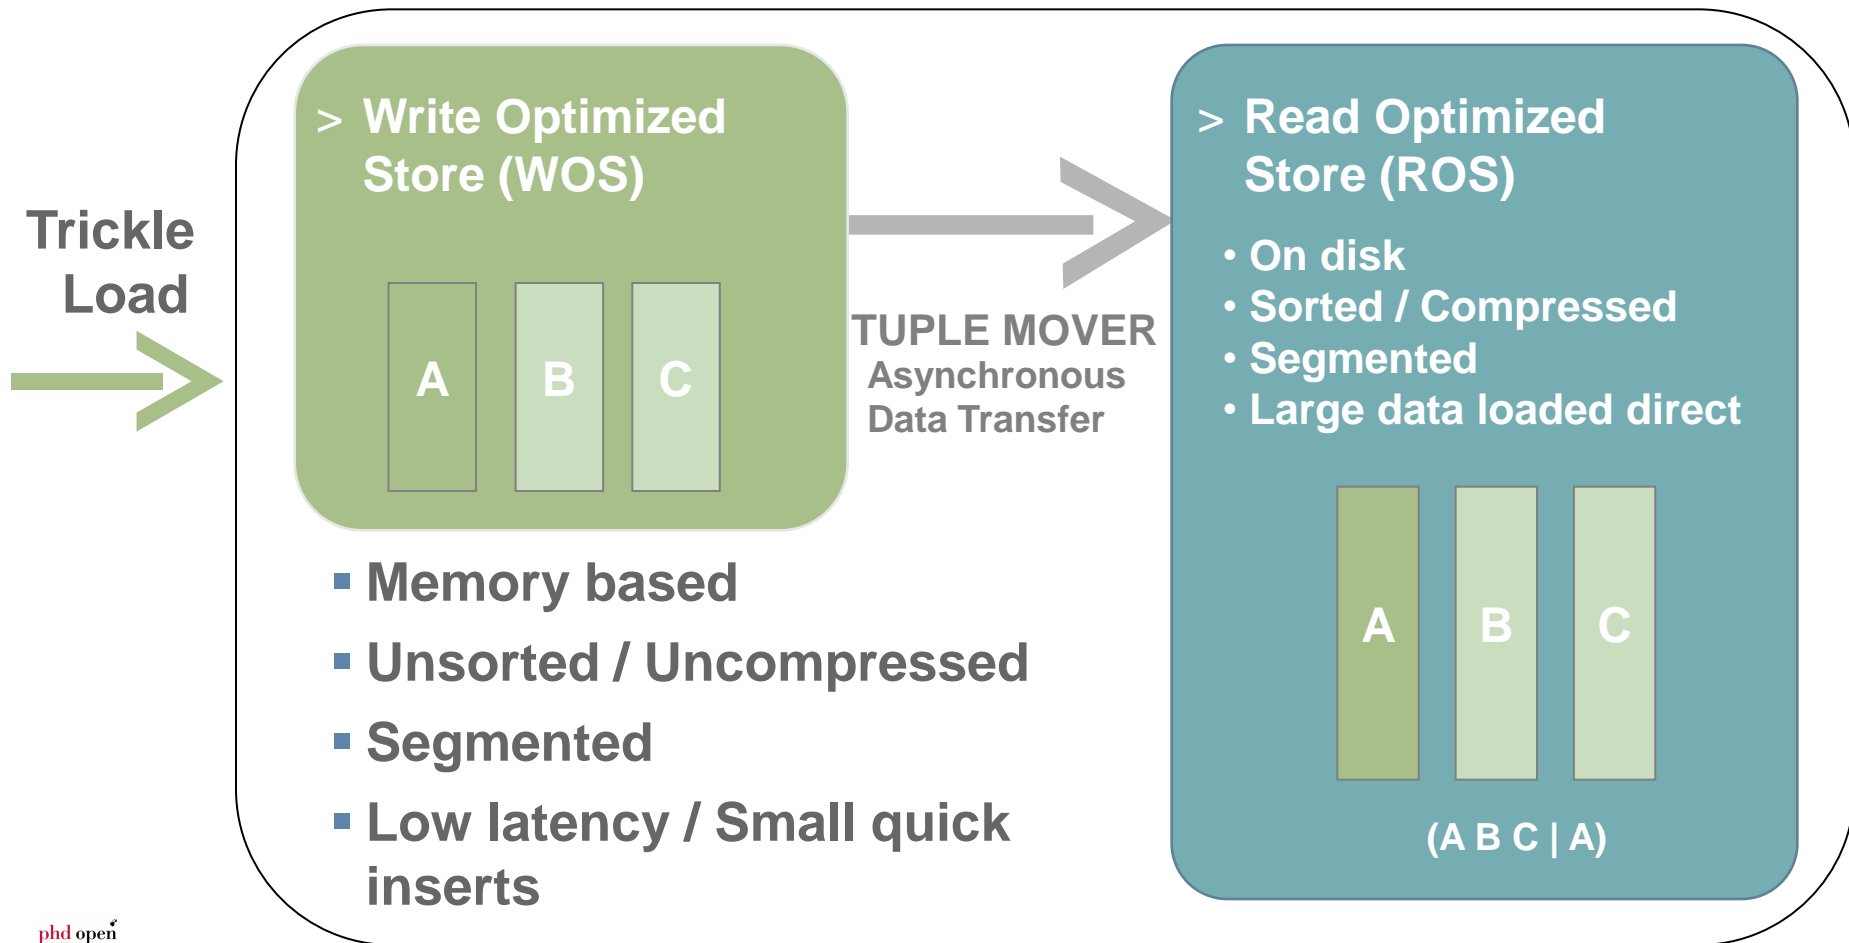 Trickle
Load
> Write Optimized
Store (WOS)
A B C
▪ Memory based
▪ Unsorted / Uncompressed
▪ Segmented
▪ Low latency / Small quick
inserts
TUPLE MOVER
Asynchronous
Data Transfer
> Read Optimized
Store (ROS)
• On disk
• Sorted / Compressed
• Segmented
• Large data loaded direct
A B C
(A B C | A)
phd open